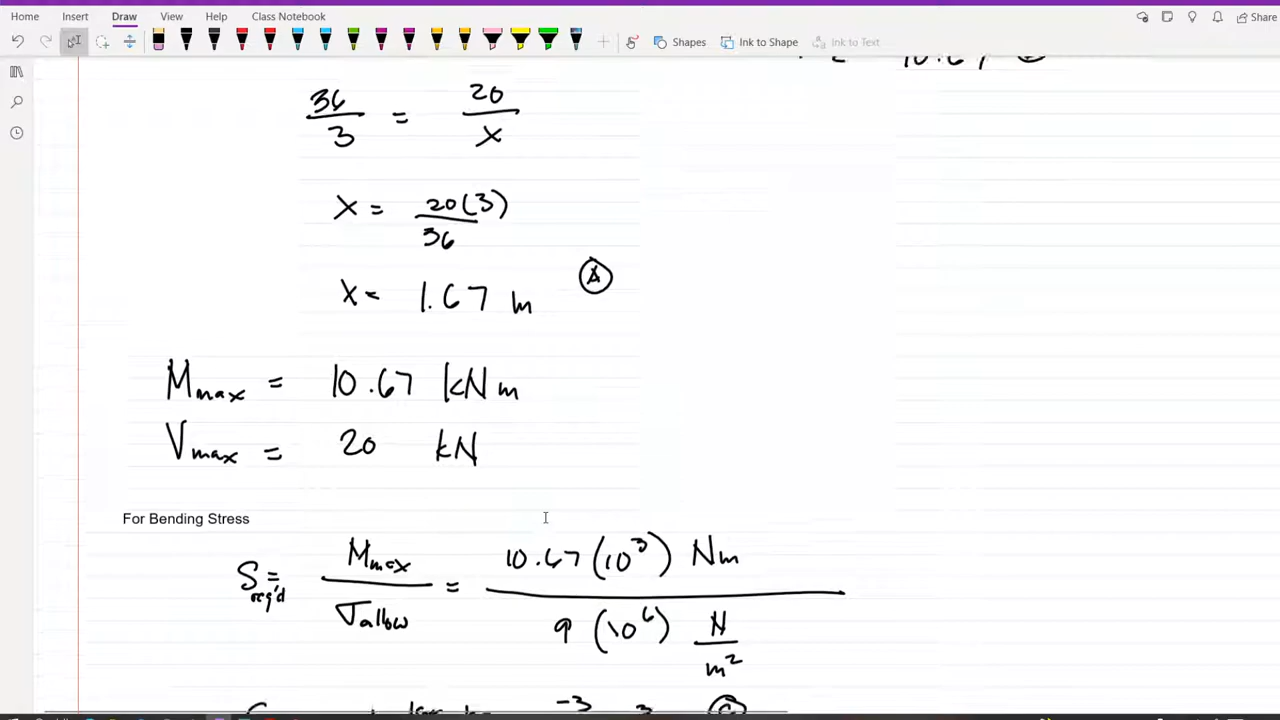 Home Insert Draw View Help Class Notebook Share
Shapes Ink to Shape Ink to Text
36/3 = 20/x
x = 20(3)/36
x = 1.67 m Ⓐ
Mmax = 10.67 kNm
Vmax = 20 kN
For Bending Stress
Sreq'd = Mmax/σallow = 10.67 (10³) Nm / 9 (10⁶) N/m²